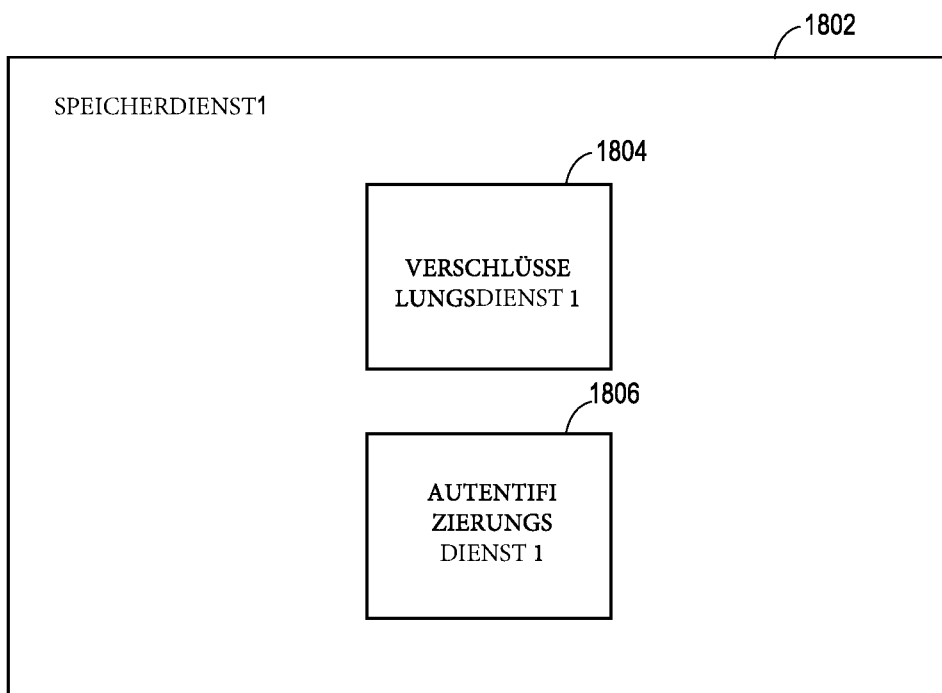 1802
SPEICHERDIENST1
1804
VERSCHLÜSSE
LUNGSDIENST 1
1806
AUTENTIFI
ZIERUNGS
DIENST 1